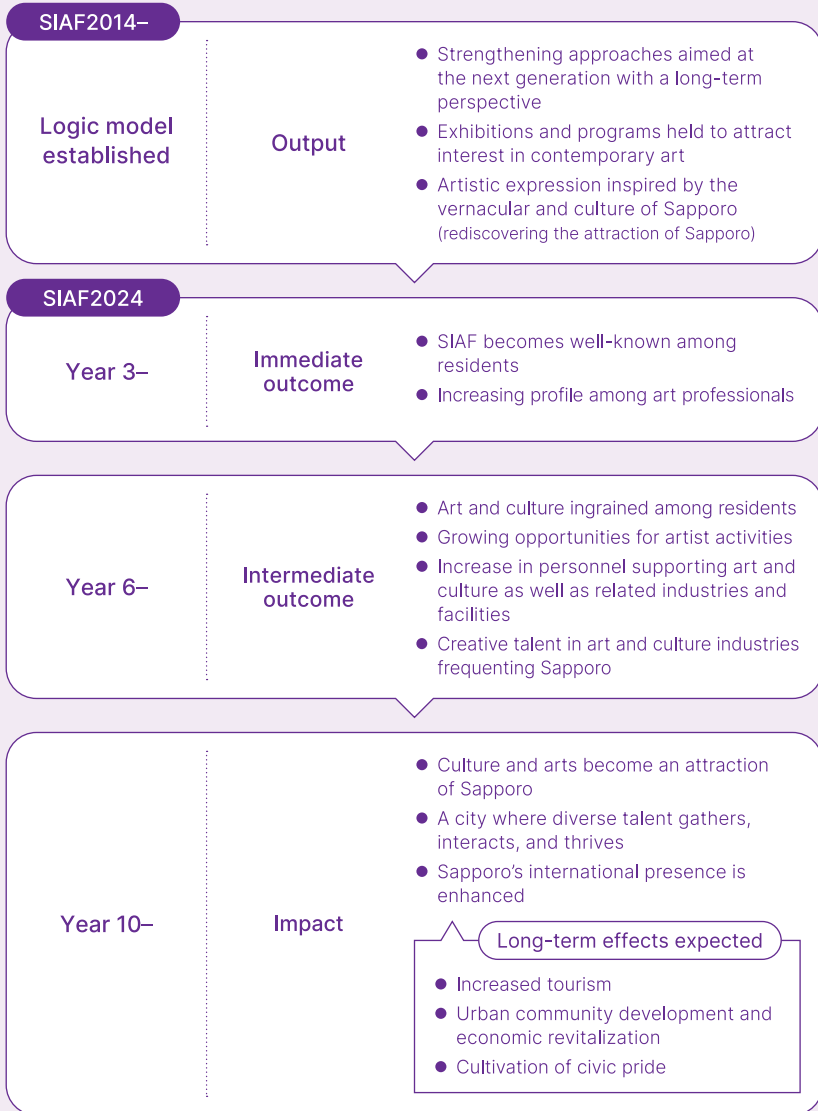 SIAF2014–
Logic model
established
Output
● Strengthening approaches aimed at
the next generation with a long-term
perspective
● Exhibitions and programs held to attract
interest in contemporary art
● Artistic expression inspired by the
vernacular and culture of Sapporo
(rediscovering the attraction of Sapporo)
SIAF2024
Year 3–
Immediate
outcome
● SIAF becomes well-known among
residents
● Increasing profile among art professionals
Year 6–
Intermediate
outcome
● Art and culture ingrained among residents
● Growing opportunities for artist activities
● Increase in personnel supporting art and
culture as well as related industries and
facilities
● Creative talent in art and culture industries
frequenting Sapporo
Year 10–
Impact
● Culture and arts become an attraction
of Sapporo
● A city where diverse talent gathers,
interacts, and thrives
● Sapporo's international presence is
enhanced
Long-term effects expected
● Increased tourism
● Urban community development and
economic revitalization
● Cultivation of civic pride